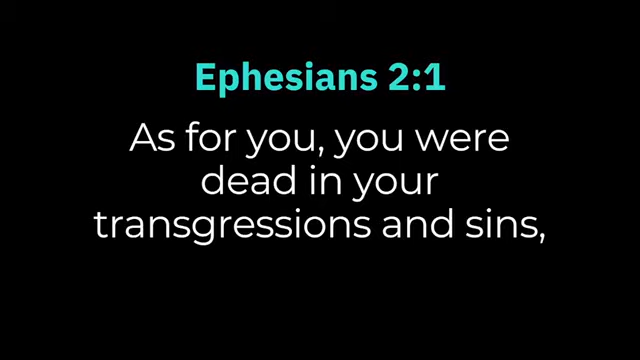 Ephesians 2:1
As for you, you were
dead in your
transgressions and sins,